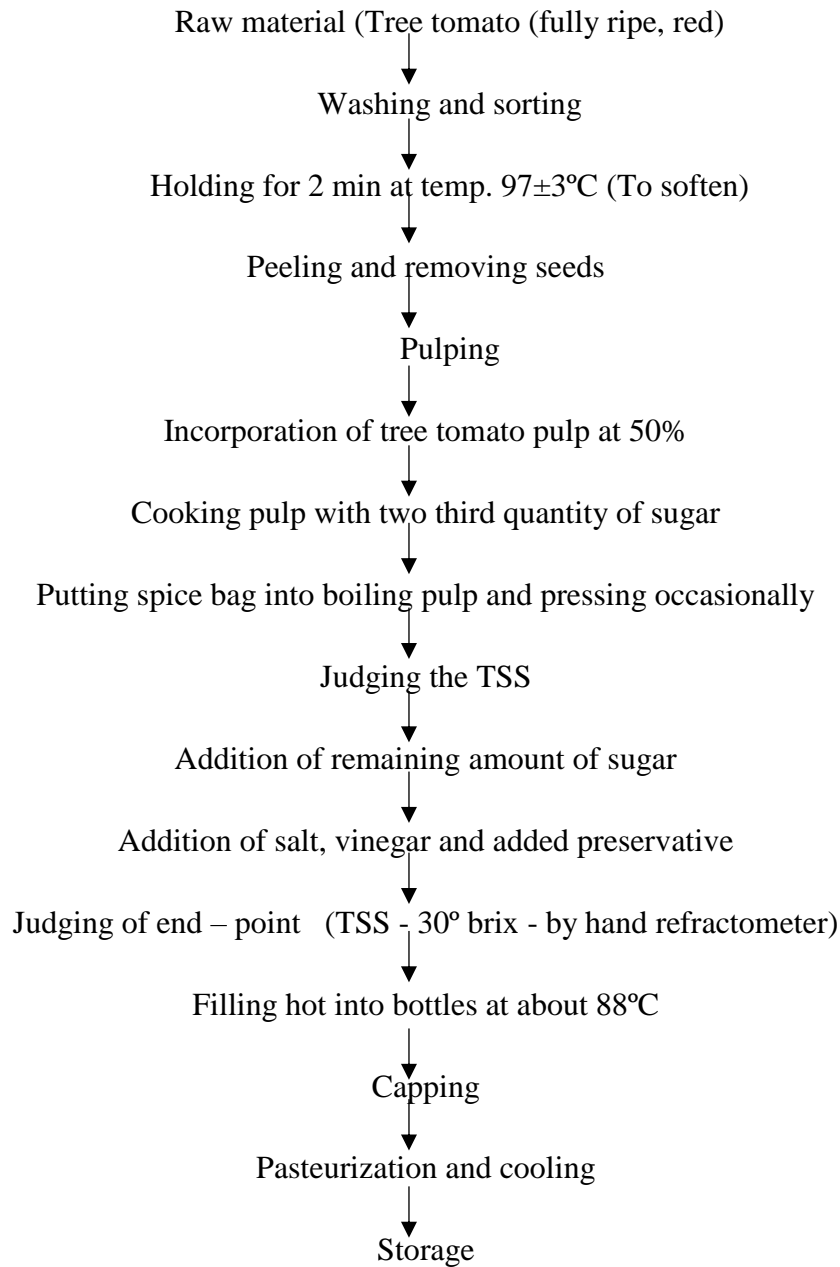 Raw material (Tree tomato (fully ripe, red)
Washing and sorting
Holding for 2 min at temp. 97±3ºC (To soften)
Peeling and removing seeds
Pulping
Incorporation of tree tomato pulp at 50%
Cooking pulp with two third quantity of sugar
Putting spice bag into boiling pulp and pressing occasionally
Judging the TSS
Addition of remaining amount of sugar
Addition of salt, vinegar and added preservative
Judging of end – point (TSS - 30º brix - by hand refractometer)
Filling hot into bottles at about 88ºC
Capping
Pasteurization and cooling
Storage